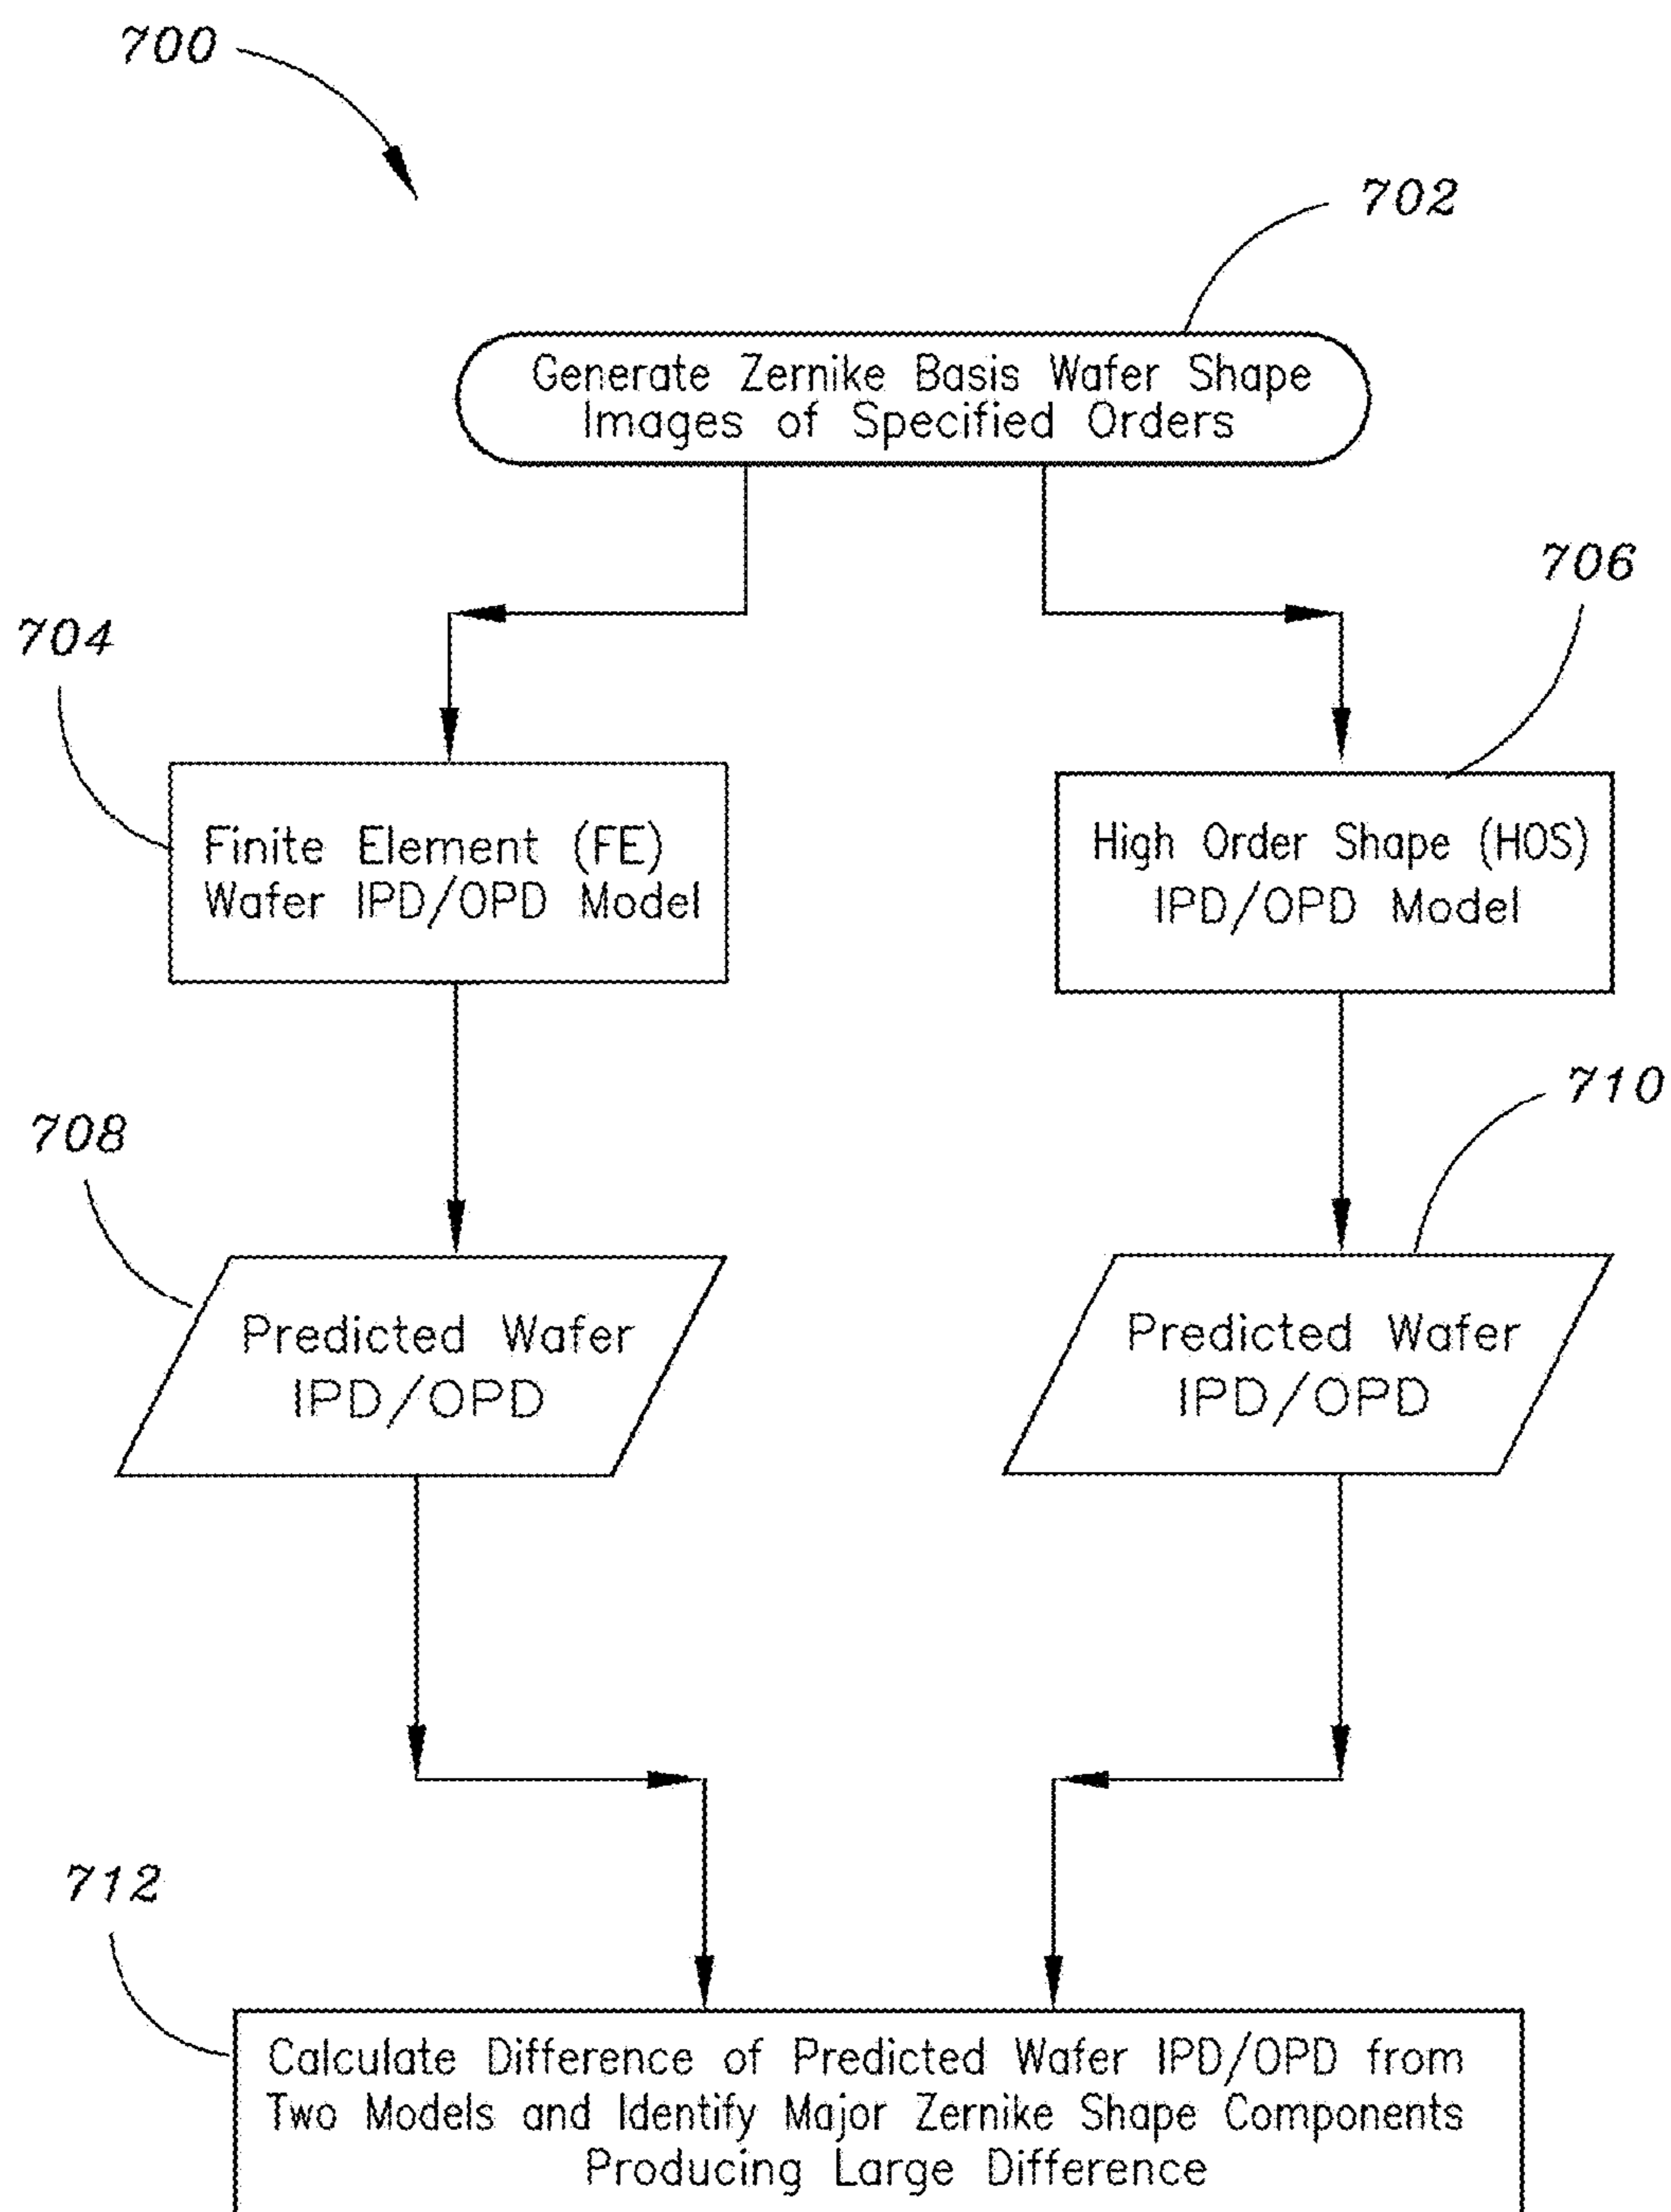 700
702
Generate Zernike Basis Wafer Shape
Images of Specified Orders
706
704
Finite Element (FE)
Wafer IPD/OPD Model
High Order Shape (HOS)
IPD/OPD Model
710
708
Predicted Wafer
IPD/OPD
Predicted Wafer
IPD/OPD
712
Calculate Difference of Predicted Wafer IPD/OPD from
Two Models and Identify Major Zernike Shape Components
Producing Large Difference